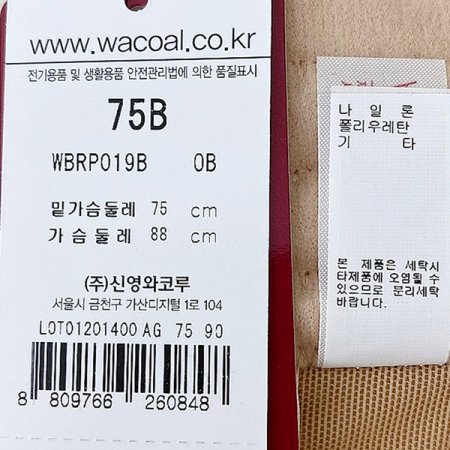 www.wacoal.co.kr
전기용품 및 생활용품 안전관리법에 의한 품질표시
75B
WBRP019B 0B
밑가슴둘레 75 cm
가슴둘레 88 cm
(주)신영와코루
서울시 금천구 가산디지털 1로 104
LOT01201400 AG 75 90
8 809766 260848
나 일 론
폴리우레탄
기 타
본 제품은 세탁시
타제품에 오염될 수
있으므로 분리세탁
바랍니다.